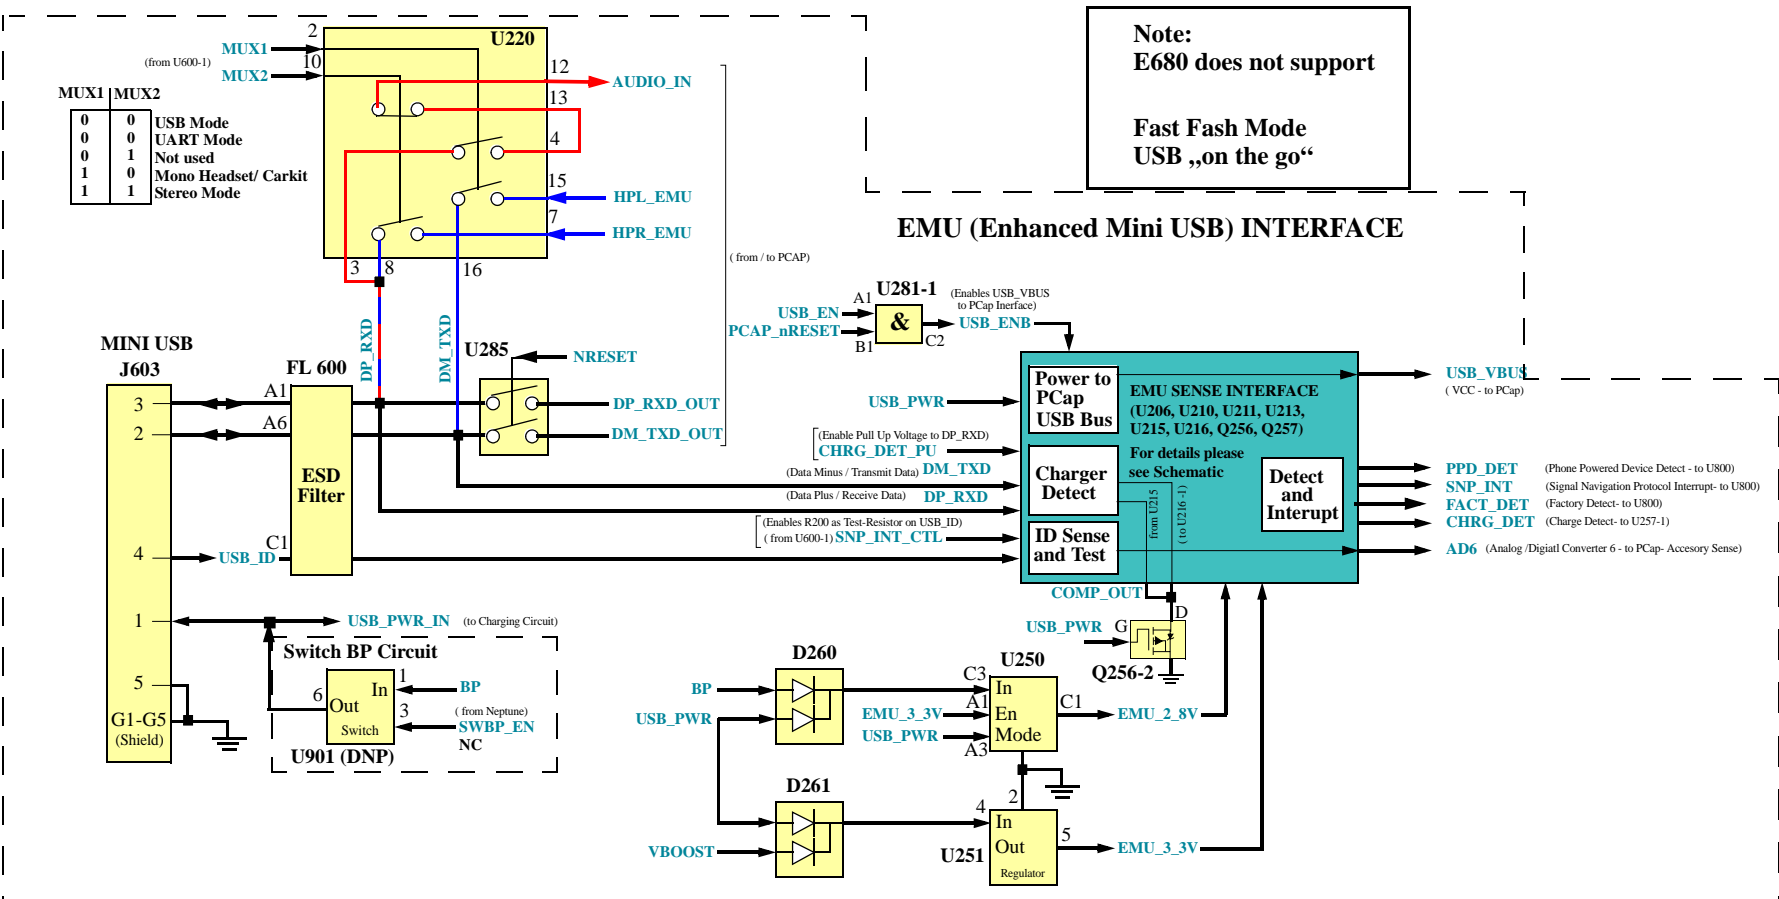 Note:
E680 does not support
Fast Fash Mode
USB „on the go“
EMU (Enhanced Mini USB) INTERFACE
U220
2
MUX1
(from U600-1)
10
MUX2
12
AUDIO_IN
13
4
15
HPL_EMU
7
HPR_EMU
3
8
16
( from / to PCAP)
MUX1 MUX2
0 0 USB Mode
0 0 UART Mode
0 1 Not used
1 0 Mono Headset/ Carkit
1 1 Stereo Mode
DP_RXD
DM_TXD
MINI USB
J603
FL 600
ESD
Filter
U285
NRESET
3
A1
DP_RXD_OUT
2
A6
DM_TXD_OUT
4
USB_ID
C1
1
USB_PWR_IN
(to Charging Circuit)
5
G1-G5
(Shield)
Switch BP Circuit
6
Out
In
1
BP
3
( from Neptune)
SWBP_EN
NC
Switch
U901 (DNP)
U281-1
A1
USB_EN
PCAP_nRESET
B1
&
C2
(Enables USB_VBUS
to PCap Inerface)
USB_ENB
Power to
PCap
USB Bus
EMU SENSE INTERFACE
(U206, U210, U211, U213,
U215, U216, Q256, Q257)
For details please
see Schematic
Charger
Detect
ID Sense
and Test
Detect
and
Interupt
from U215
( to U216 -1)
USB_PWR
(Enable Pull Up Voltage to DP_RXD)
CHRG_DET_PU
(Data Minus / Transmit Data) DM_TXD
(Data Plus / Receive Data) DP_RXD
(Enables R200 as Test-Resistor on USB_ID)
( from U600-1) SNP_INT_CTL
USB_VBUS
( VCC - to PCap)
PPD_DET (Phone Powered Device Detect - to U800)
SNP_INT (Signal Navigation Protocol Interrupt- to U800)
FACT_DET (Factory Detect- to U800)
CHRG_DET (Charge Detect- to U257-1)
AD6 (Analog /Digiatl Converter 6 - to PCap- Accesory Sense)
COMP_OUT
D
USB_PWR
G
Q256-2
D260
BP
USB_PWR
U250
C3
In
EMU_3_3V
A1
En
USB_PWR
A3
Mode
C1
EMU_2_8V
D261
VBOOST
2
4
In
Out
5
EMU_3_3V
U251
Regulator